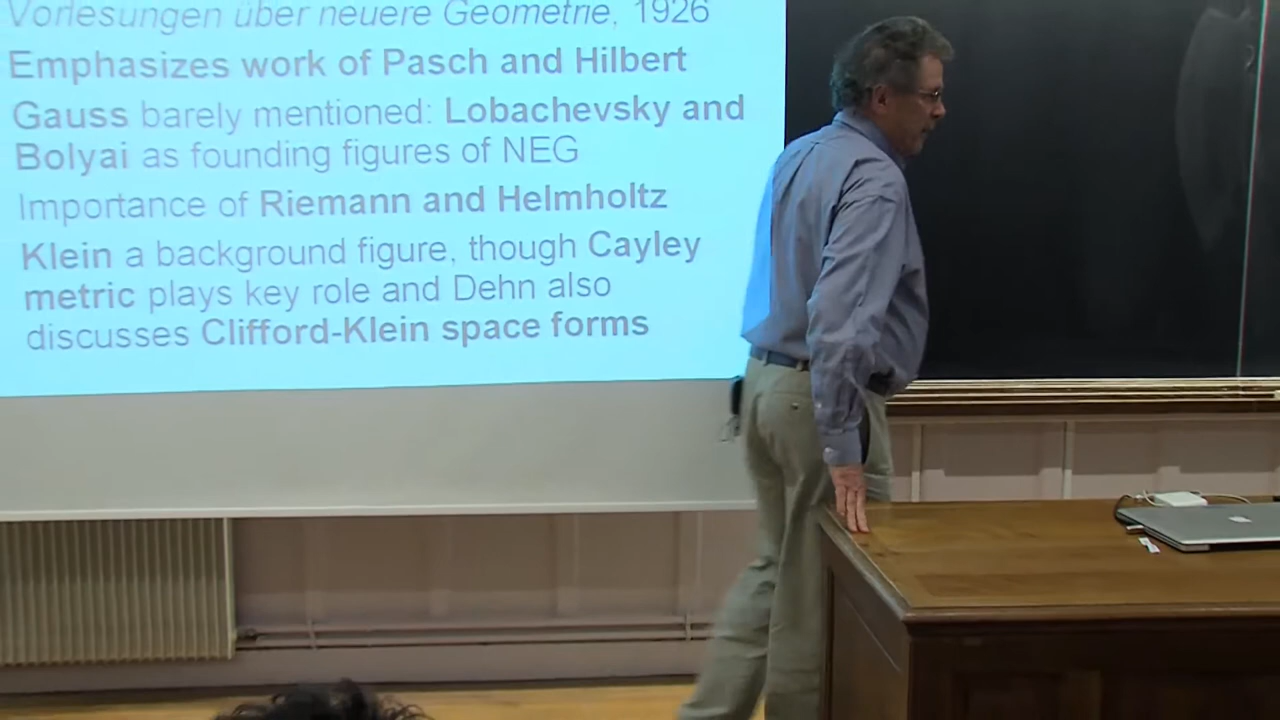 Vorlesungen über neuere Geometrie, 1926
Emphasizes work of Pasch and Hilbert
Gauss barely mentioned: Lobachevsky and
Bolyai as founding figures of NEG
Importance of Riemann and Helmholtz
Klein a background figure, though Cayley
metric plays key role and Dehn also
discusses Clifford-Klein space forms